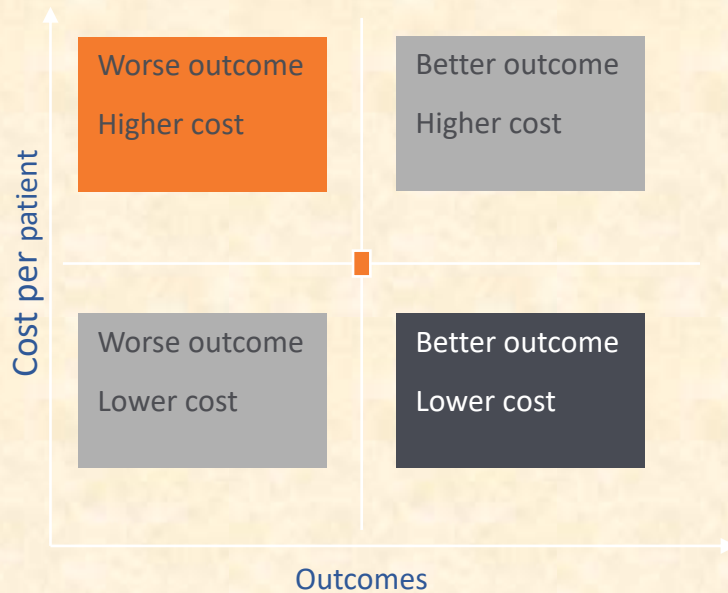 Worse outcome
Higher cost
Better outcome
Higher cost
Cost per patient
Worse outcome
Lower cost
Better outcome
Lower cost
Outcomes